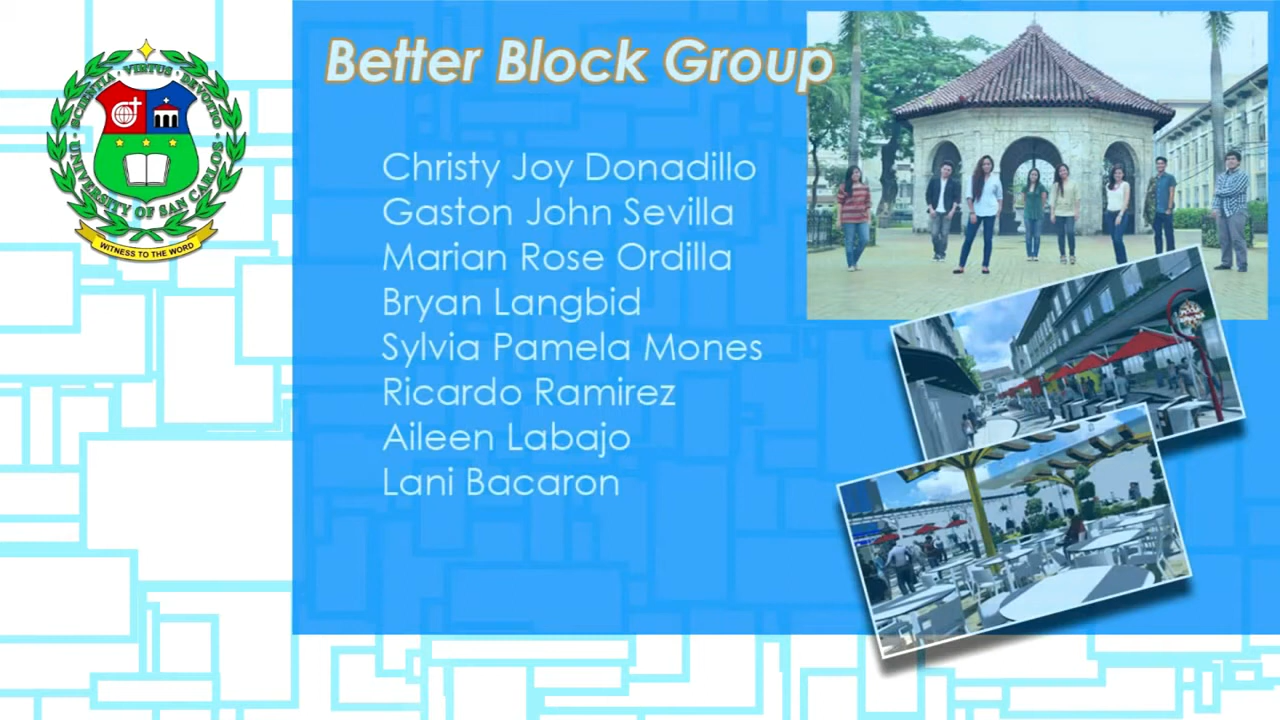 Better Block Group
SCIENTIA · VIRTUS · DEVOTIO
UNIVERSITY OF SAN CARLOS
WITNESS TO THE WORD
Christy Joy Donadillo
Gaston John Sevilla
Marian Rose Ordilla
Bryan Langbid
Sylvia Pamela Mones
Ricardo Ramirez
Aileen Labajo
Lani Bacaron